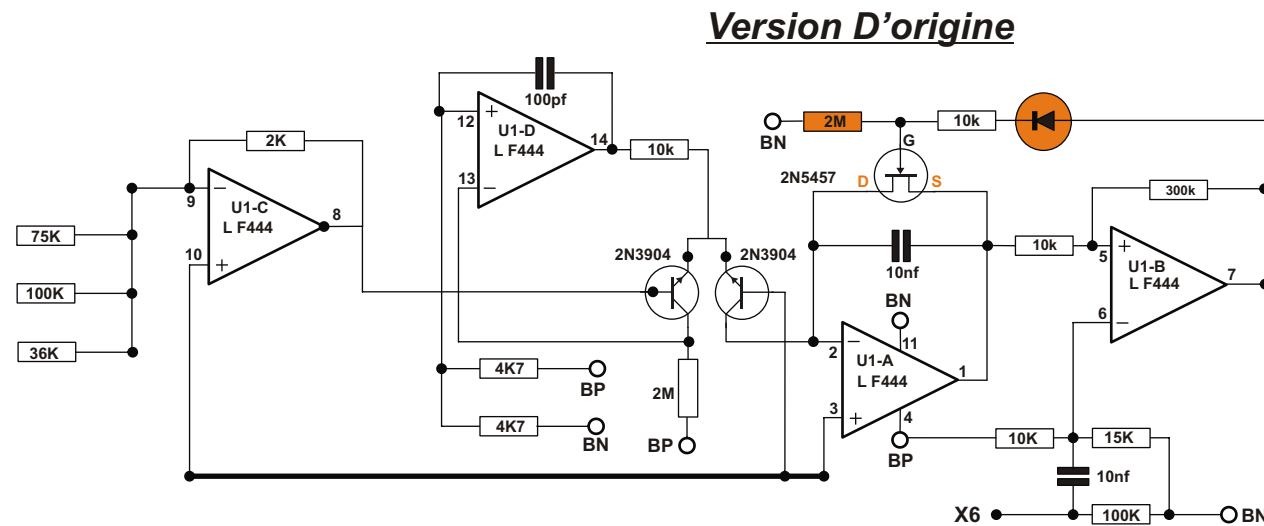 Version D'origine
100pf
12
+
U1-D
L F444
14
13
−
10k
2K
9
−
U1-C
L F444
8
10
+
75K
100K
36K
2N3904
2N3904
4K7
BP
4K7
BN
2M
BP
BN
2M
10k
G
2N5457
D
S
10nf
10k
300k
+
5
U1-B
L F444
7
6
−
BN
11
−
2
U1-A
L F444
1
3
+
4
BP
10K
15K
10nf
X6
100K
BN